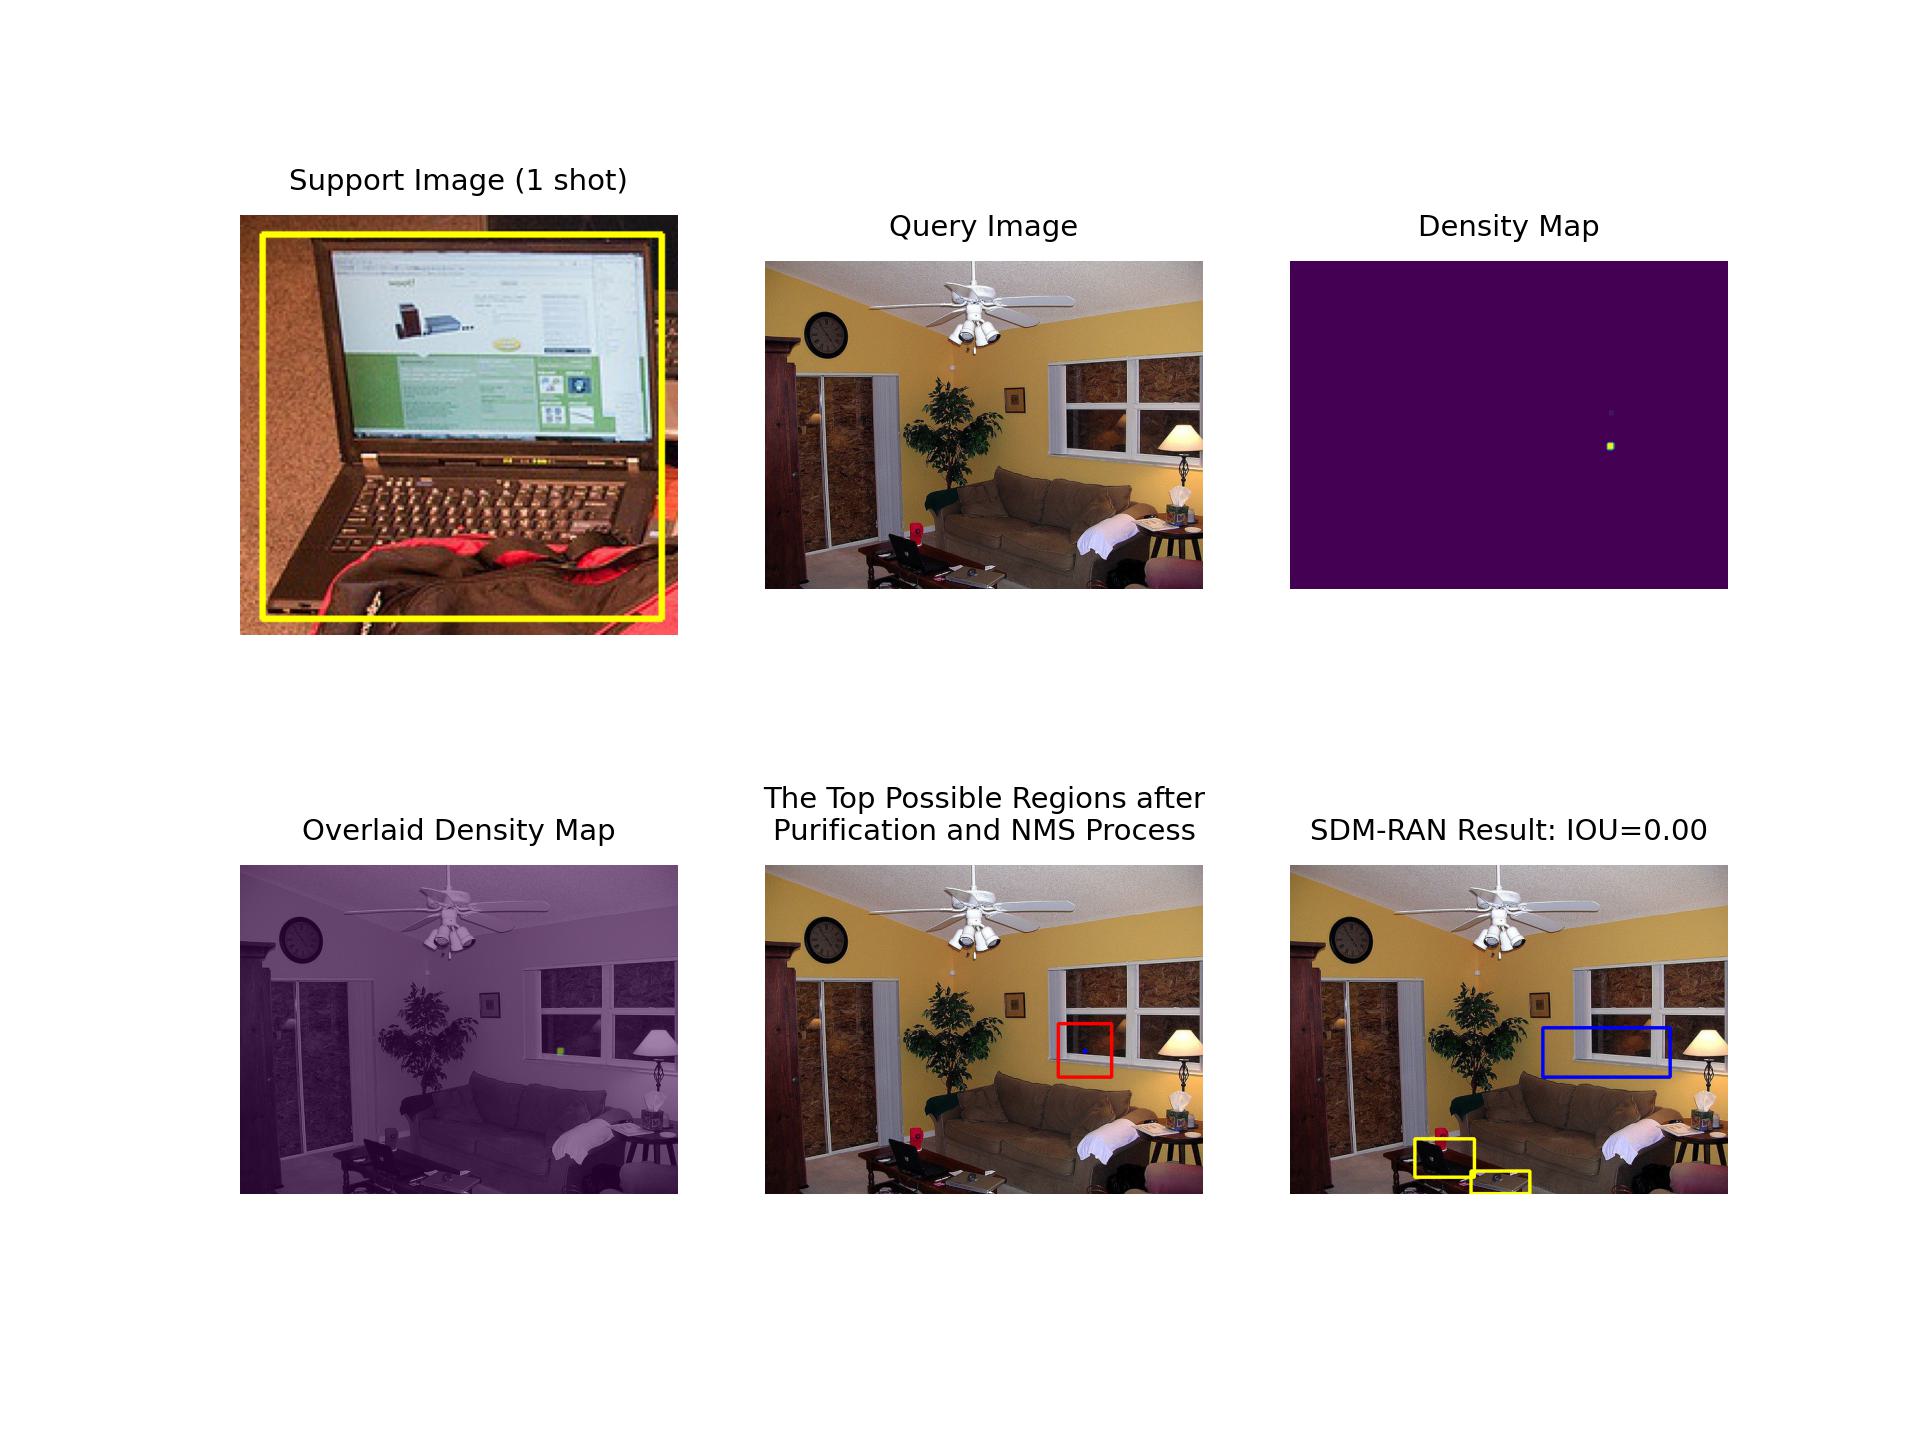 Support Image (1 shot)
Query Image
Density Map
woot!
Overlaid Density Map
The Top Possible Regions after
Purification and NMS Process
SDM-RAN Result: IOU=0.00